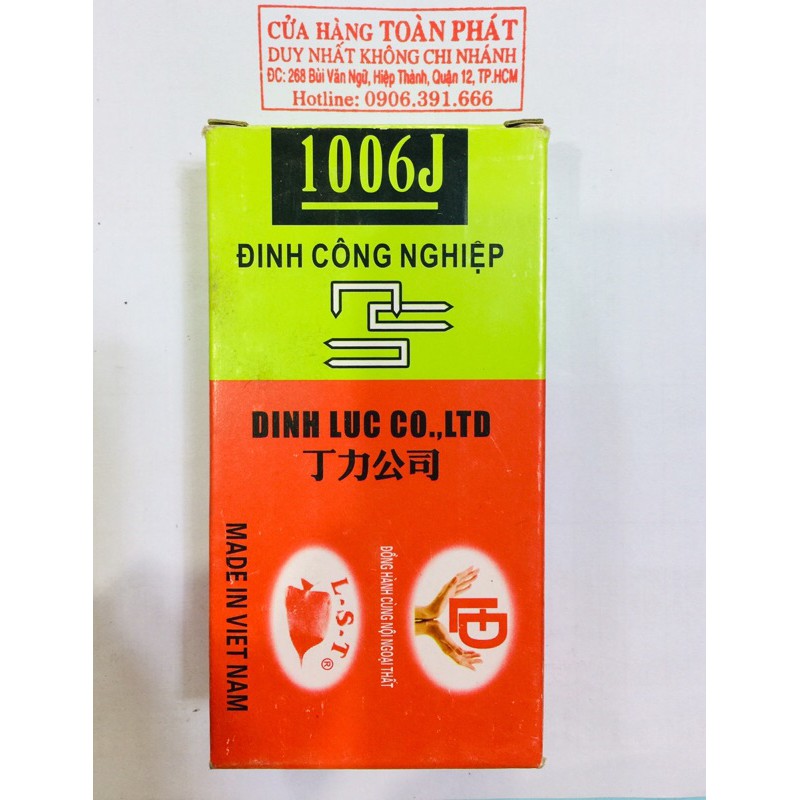 CỬA HÀNG TOÀN PHÁT
DUY NHẤT KHÔNG CHI NHÁNH
ĐC: 268 Bùi Văn Ngữ, Hiệp Thành, Quận 12, TP.HCM
Hotline: 0906.391.666
1006J
ĐINH CÔNG NGHIỆP
DINH LUC CO.,LTD
丁力公司
MADE IN VIET NAM
L-S-T®
ĐỒNG HÀNH CÙNG NỘI NGOẠI THẤT
LĐ